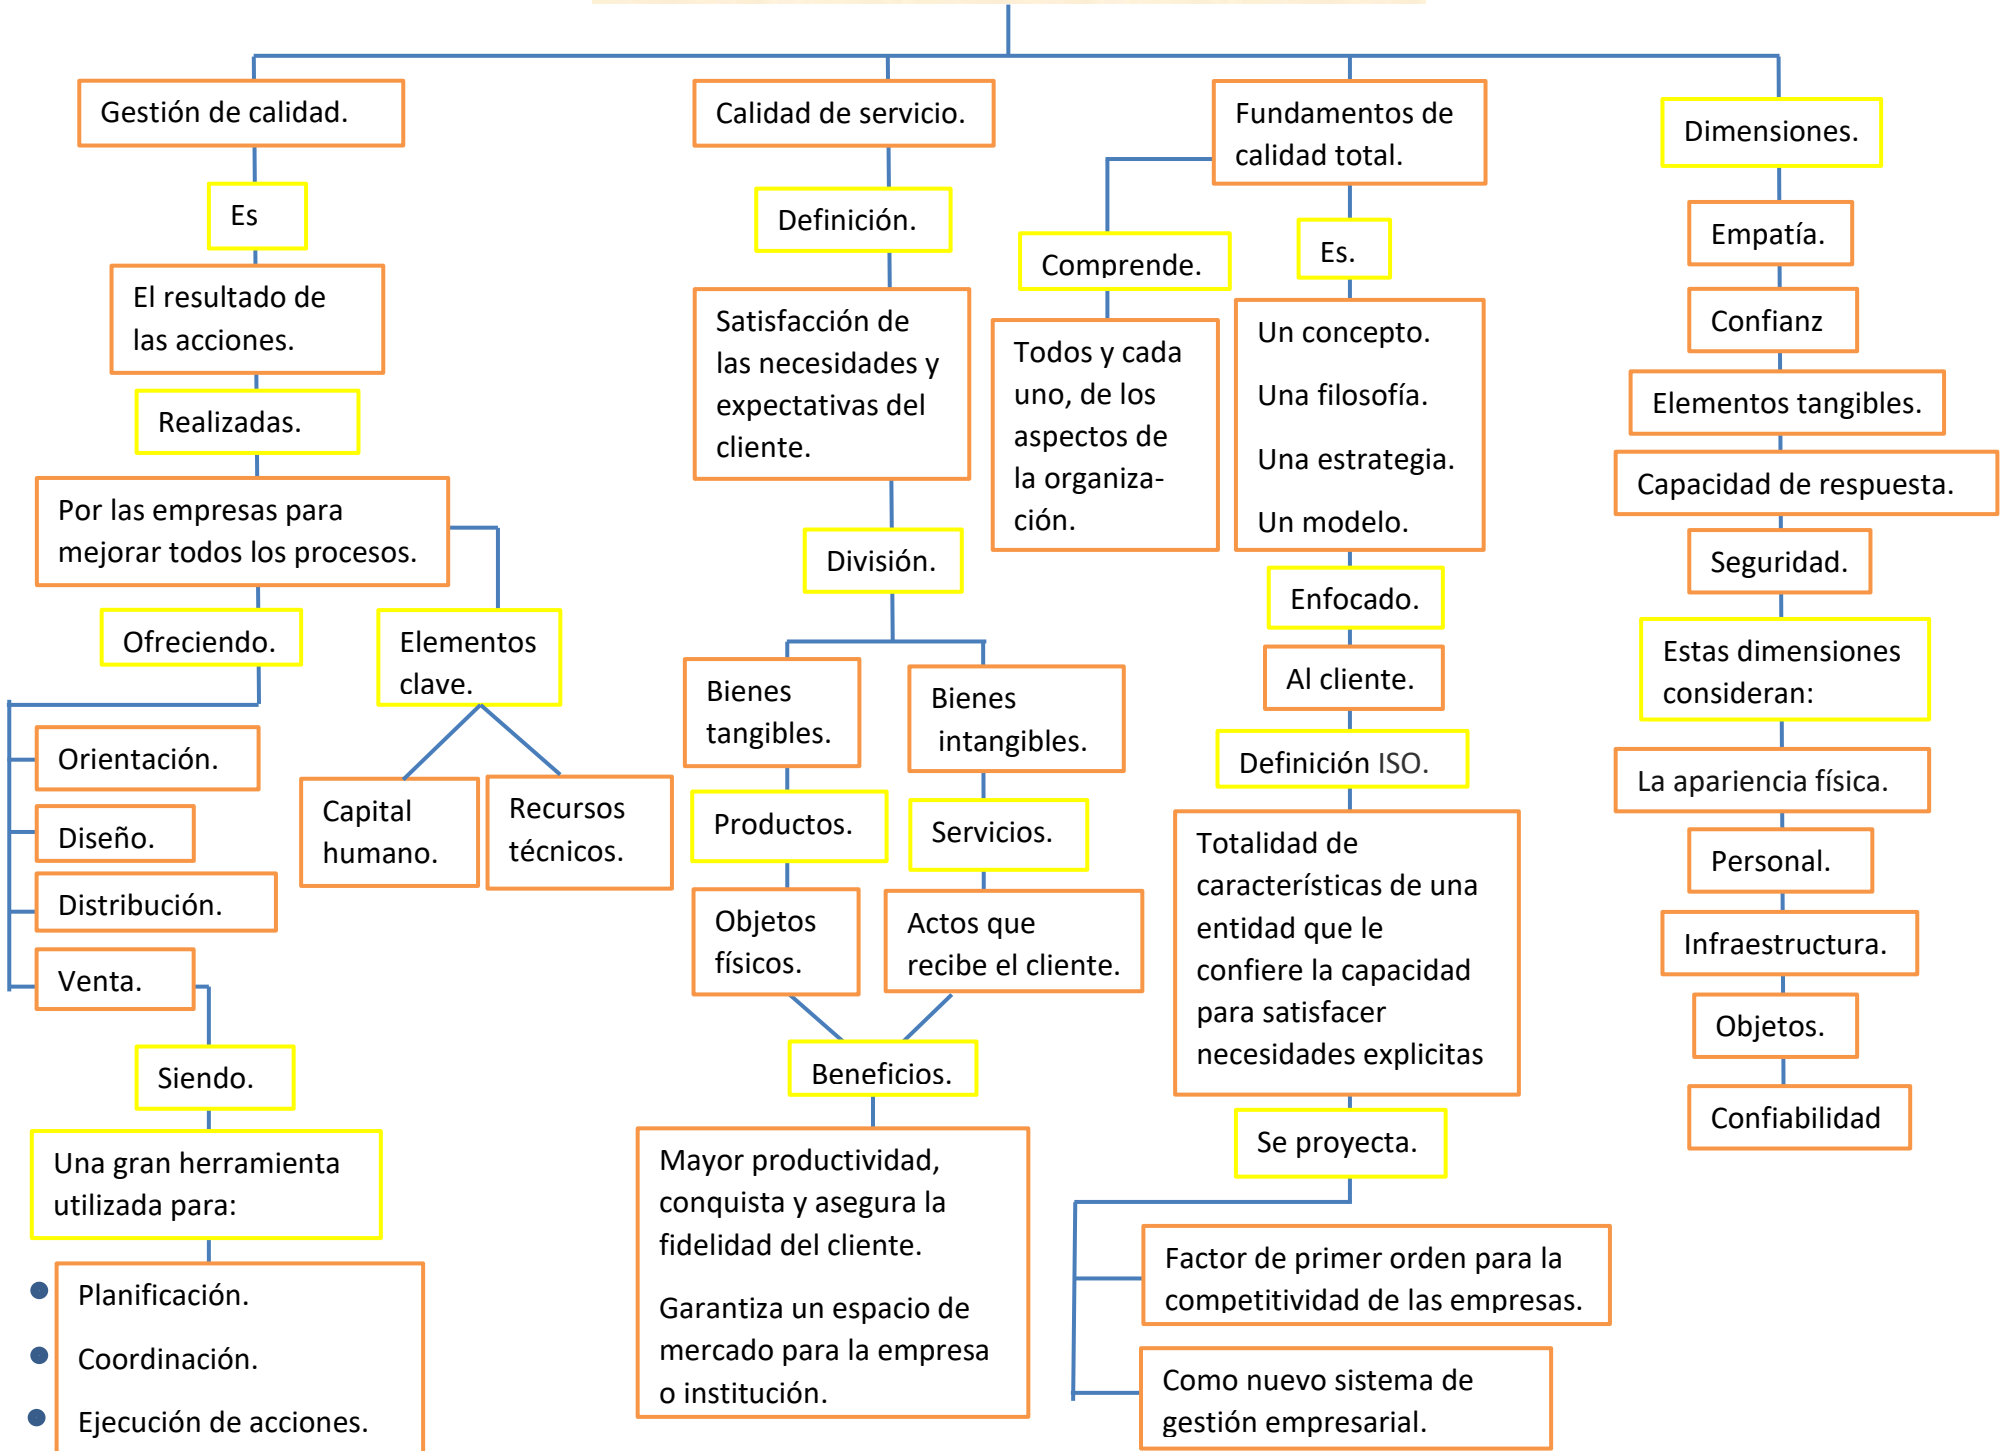 Gestión de calidad.
Es
El resultado de
las acciones.
Realizadas.
Por las empresas para
mejorar todos los procesos.
Ofreciendo.
Elementos
clave.
Orientación.
Diseño.
Distribución.
Venta.
Capital
humano.
Recursos
técnicos.
Siendo.
Una gran herramienta
utilizada para:
Planificación.
Coordinación.
Ejecución de acciones.
Calidad de servicio.
Definición.
Satisfacción de
las necesidades y
expectativas del
cliente.
División.
Bienes
tangibles.
Productos.
Objetos
físicos.
Bienes
intangibles.
Servicios.
Actos que
recibe el cliente.
Beneficios.
Mayor productividad,
conquista y asegura la
fidelidad del cliente.
Garantiza un espacio de
mercado para la empresa
o institución.
Fundamentos de
calidad total.
Comprende.
Todos y cada
uno, de los
aspectos de
la organiza-
ción.
Es.
Un concepto.
Una filosofía.
Una estrategia.
Un modelo.
Enfocado.
Al cliente.
Definición ISO.
Totalidad de
características de una
entidad que le
confiere la capacidad
para satisfacer
necesidades explicitas
Se proyecta.
Factor de primer orden para la
competitividad de las empresas.
Como nuevo sistema de
gestión empresarial.
Dimensiones.
Empatía.
Confianz
Elementos tangibles.
Capacidad de respuesta.
Seguridad.
Estas dimensiones
consideran:
La apariencia física.
Personal.
Infraestructura.
Objetos.
Confiabilidad